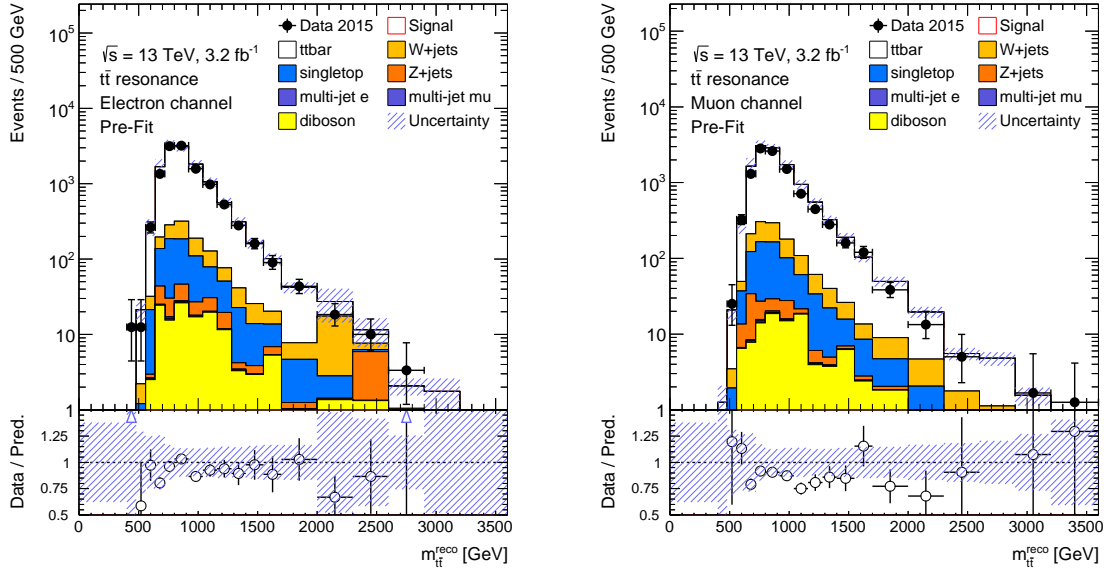 Events / 500 GeV
10⁵
10⁴
10³
10²
10
1
√s = 13 TeV, 3.2 fb⁻¹
tt̄ resonance
Electron channel
Pre-Fit
Data 2015
Signal
ttbar
W+jets
singletop
Z+jets
multi-jet e
multi-jet mu
diboson
Uncertainty
Data / Pred.
1.25
1
0.75
0.5
0 500 1000 1500 2000 2500 3000 3500
m_{tt̄}^{reco} [GeV]
Events / 500 GeV
10⁵
10⁴
10³
10²
10
1
√s = 13 TeV, 3.2 fb⁻¹
tt̄ resonance
Muon channel
Pre-Fit
Data 2015
Signal
ttbar
W+jets
singletop
Z+jets
multi-jet e
multi-jet mu
diboson
Uncertainty
Data / Pred.
1.25
1
0.75
0.5
0 500 1000 1500 2000 2500 3000 3500
m_{tt̄}^{reco} [GeV]